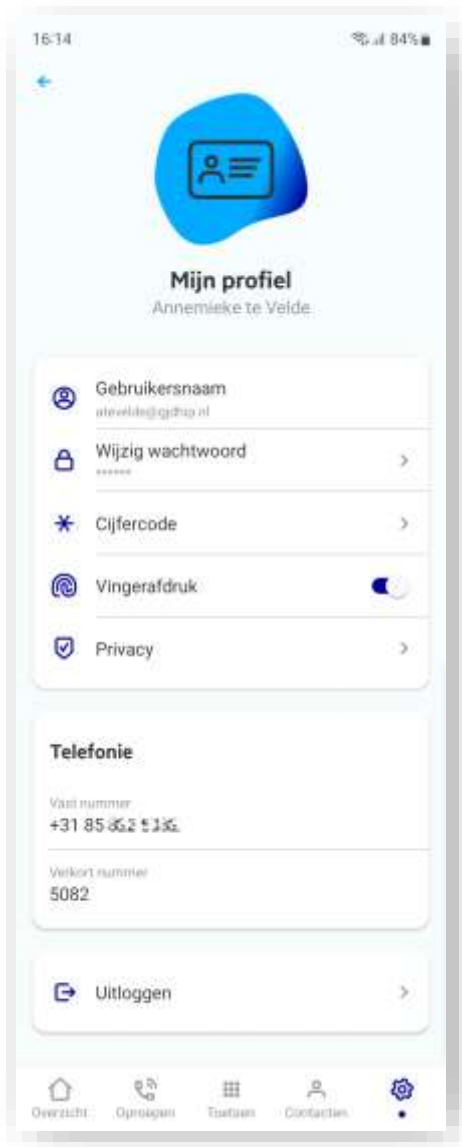 16:14
84%
Mijn profiel
Annemieke te Velde
Gebruikersnaam
Wijzig wachtwoord
******
Cijfercode
Vingerafdruk
Privacy
Telefonie
Vast nummer
+31 85
Verkort nummer
5082
Uitloggen
Overzicht Oproepen Toetsen Contacten